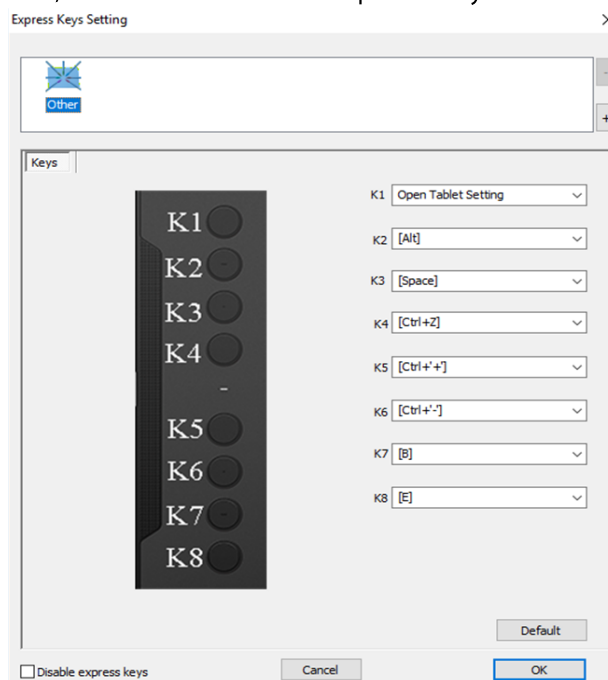 Express Keys Setting
Other
Keys
K1
K2
K3
K4
-
K5
K6
K7
K8
K1 Open Tablet Setting
K2 [Alt]
K3 [Space]
K4 [Ctrl+Z]
K5 [Ctrl+'+']
K6 [Ctrl+'-']
K7 [B]
K8 [E]
Default
Disable express keys Cancel OK